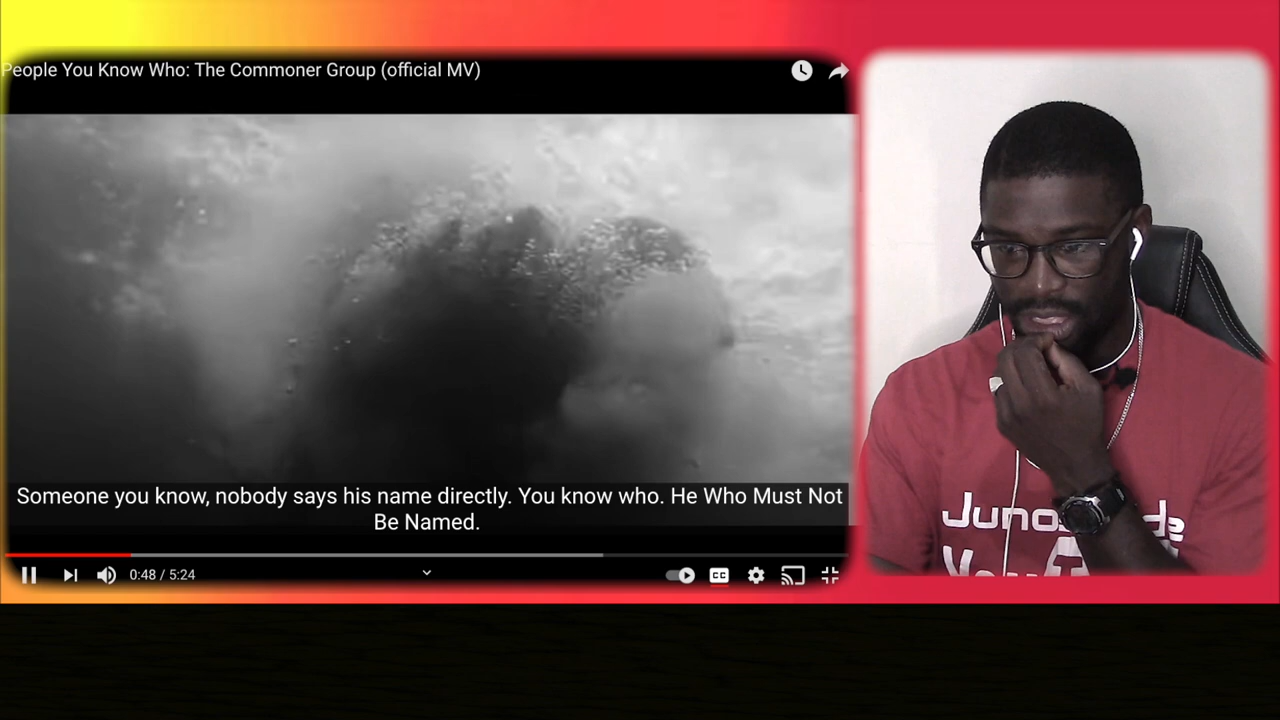 People You Know Who: The Commoner Group (official MV)
Someone you know, nobody says his name directly. You know who. He Who Must Not
Be Named.
0:48 / 5:24
CC